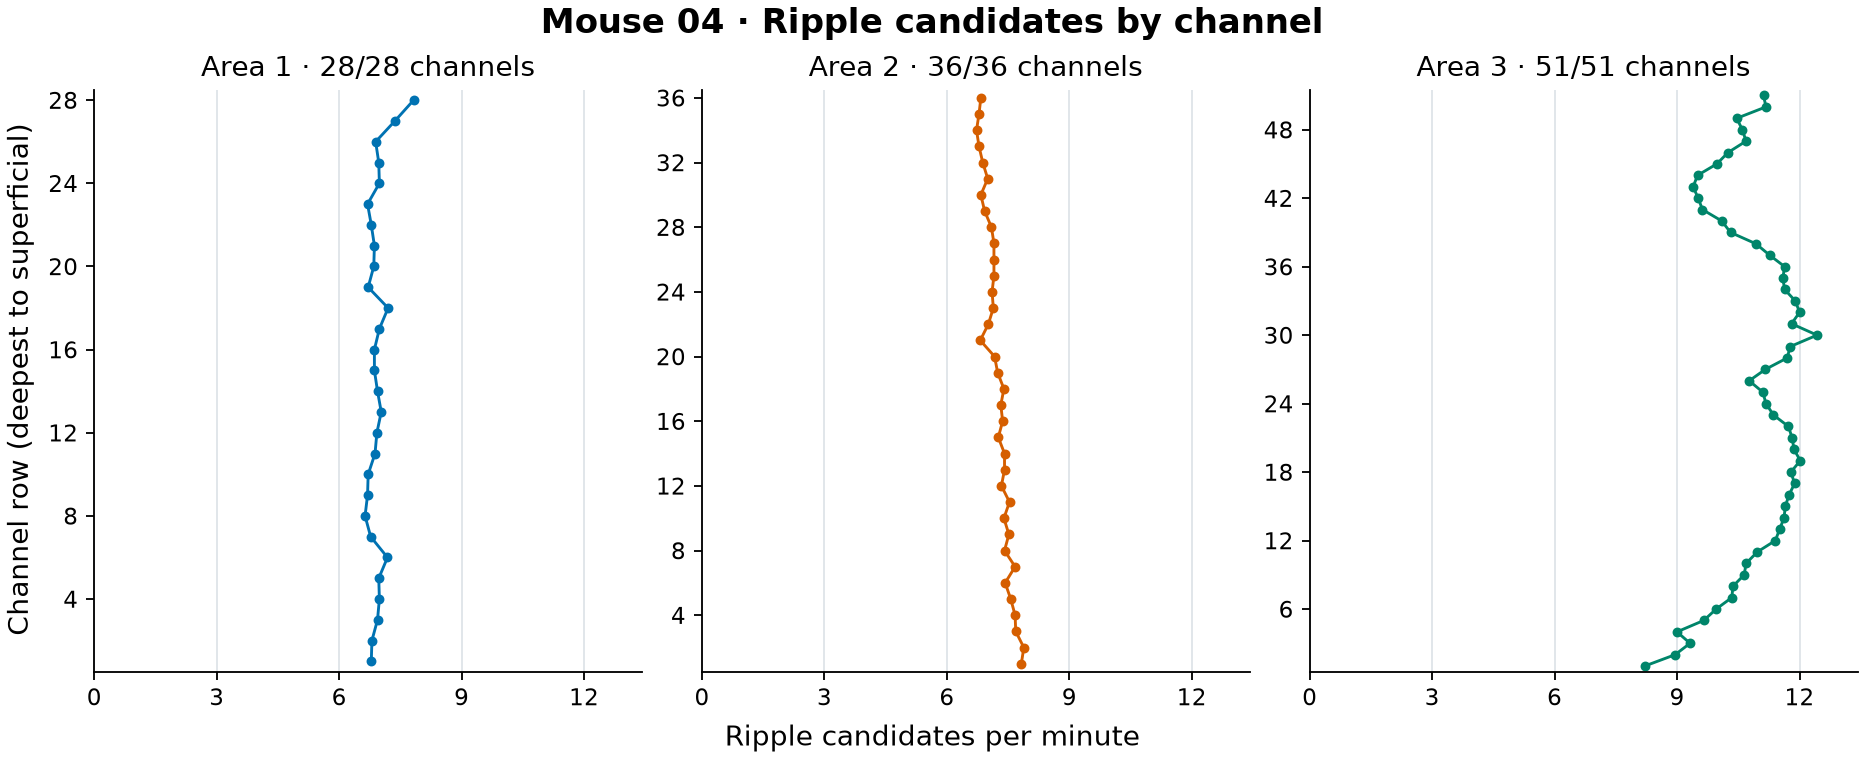 Mouse 04 · Ripple candidates by channel
Area 1 · 28/28 channels
Area 2 · 36/36 channels
Area 3 · 51/51 channels
Channel row (deepest to superficial)
28
24
20
16
12
8
4
0 3 6 9 12
36
32
28
24
20
16
12
8
4
0 3 6 9 12
48
42
36
30
24
18
12
6
0 3 6 9 12
Ripple candidates per minute